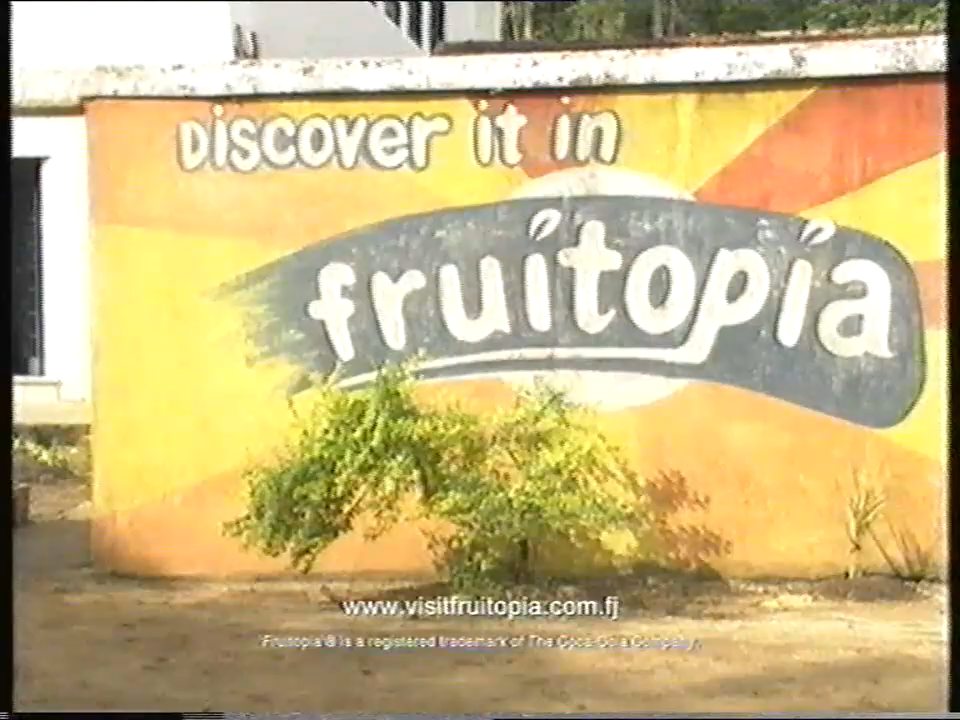 Discover it in
fruitopia
www.visitfruitopia.com.fj
Fruitopia ® is a registered trademark of The Coca-Cola Company.